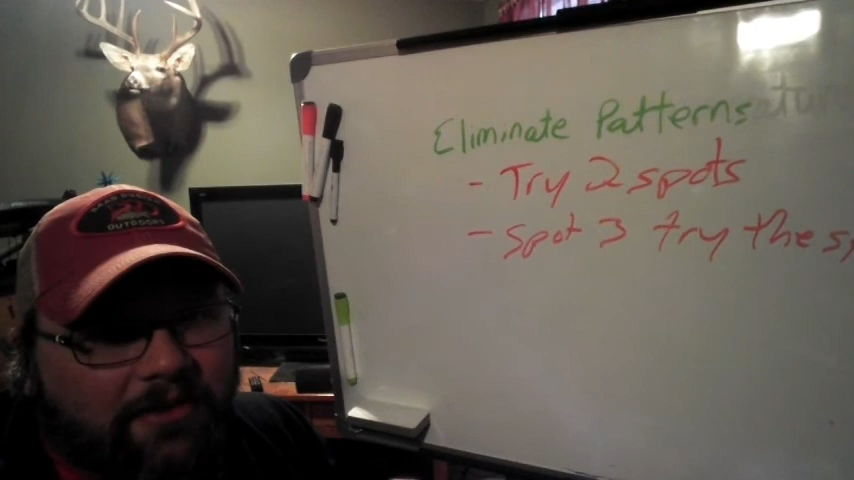 Eliminate Patterns
- Try 2 spots
- Spot 3 try the
OUTDOORS